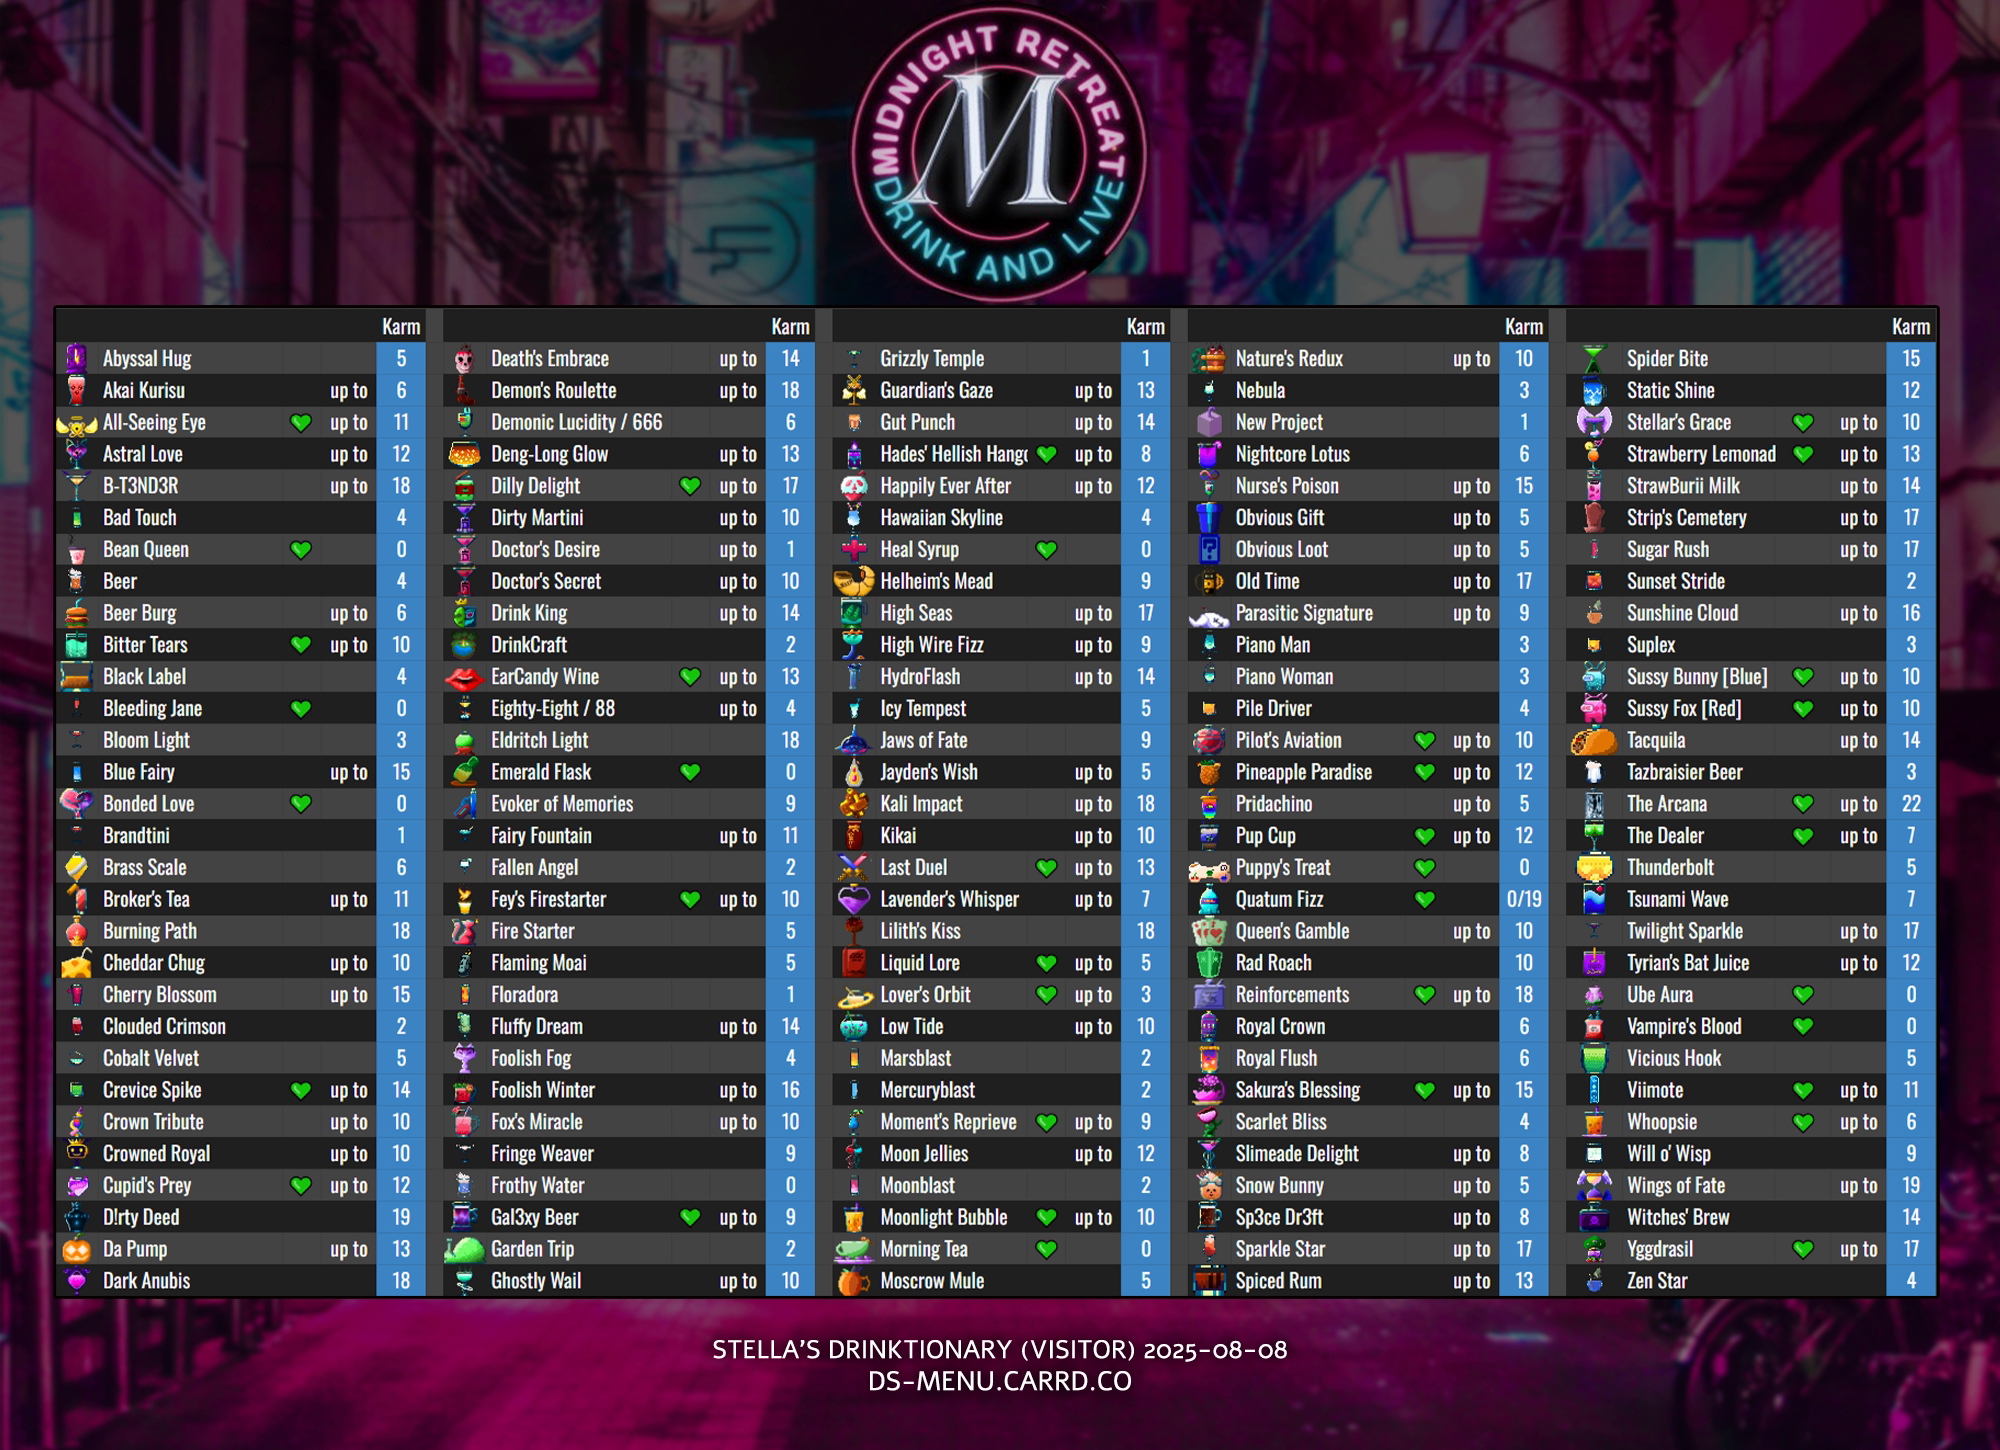 MIDNIGHT RETREAT
M
DRINK AND LIVE
Karm
Abyssal Hug 5
Akai Kurisu up to 6
All-Seeing Eye up to 11
Astral Love up to 12
B-T3ND3R up to 18
Bad Touch 4
Bean Queen 0
Beer 4
Beer Burg up to 6
Bitter Tears up to 10
Black Label 4
Bleeding Jane 0
Bloom Light 3
Blue Fairy up to 15
Bonded Love 0
Brandtini 1
Brass Scale 6
Broker's Tea up to 11
Burning Path 18
Cheddar Chug up to 10
Cherry Blossom up to 15
Clouded Crimson 2
Cobalt Velvet 5
Crevice Spike up to 14
Crown Tribute up to 10
Crowned Royal up to 10
Cupid's Prey up to 12
D!rty Deed 19
Da Pump up to 13
Dark Anubis 18
Karm
Death's Embrace up to 14
Demon's Roulette up to 18
Demonic Lucidity / 666 6
Deng-Long Glow up to 13
Dilly Delight up to 17
Dirty Martini up to 10
Doctor's Desire up to 1
Doctor's Secret up to 10
Drink King up to 14
DrinkCraft 2
EarCandy Wine up to 13
Eighty-Eight / 88 up to 4
Eldritch Light 18
Emerald Flask 0
Evoker of Memories 9
Fairy Fountain up to 11
Fallen Angel 2
Fey's Firestarter up to 10
Fire Starter 5
Flaming Moai 5
Floradora 1
Fluffy Dream up to 14
Foolish Fog 4
Foolish Winter up to 16
Fox's Miracle up to 10
Fringe Weaver 9
Frothy Water 0
Gal3xy Beer up to 9
Garden Trip 2
Ghostly Wail up to 10
Karm
Grizzly Temple 1
Guardian's Gaze up to 13
Gut Punch up to 14
Hades' Hellish Hango up to 8
Happily Ever After up to 12
Hawaiian Skyline 4
Heal Syrup 0
Helheim's Mead 9
High Seas up to 17
High Wire Fizz up to 9
HydroFlash up to 14
Icy Tempest 5
Jaws of Fate 9
Jayden's Wish up to 5
Kali Impact up to 18
Kikai up to 10
Last Duel up to 13
Lavender's Whisper up to 7
Lilith's Kiss 18
Liquid Lore up to 5
Lover's Orbit up to 3
Low Tide up to 10
Marsblast 2
Mercuryblast 2
Moment's Reprieve up to 9
Moon Jellies up to 12
Moonblast 2
Moonlight Bubble up to 10
Morning Tea 0
Moscrow Mule 5
Karm
Nature's Redux up to 10
Nebula 3
New Project 1
Nightcore Lotus 6
Nurse's Poison up to 15
Obvious Gift up to 5
Obvious Loot up to 5
Old Time up to 17
Parasitic Signature up to 9
Piano Man 3
Piano Woman 3
Pile Driver 4
Pilot's Aviation up to 10
Pineapple Paradise up to 12
Pridachino up to 5
Pup Cup up to 12
Puppy's Treat 0
Quatum Fizz 0/19
Queen's Gamble up to 10
Rad Roach 10
Reinforcements up to 18
Royal Crown 6
Royal Flush 6
Sakura's Blessing up to 15
Scarlet Bliss 4
Slimeade Delight up to 8
Snow Bunny up to 5
Sp3ce Dr3ft up to 8
Sparkle Star up to 17
Spiced Rum up to 13
Karm
Spider Bite 15
Static Shine 12
Stellar's Grace up to 10
Strawberry Lemonad up to 13
StrawBurii Milk up to 14
Strip's Cemetery up to 17
Sugar Rush up to 17
Sunset Stride 2
Sunshine Cloud up to 16
Suplex 3
Sussy Bunny [Blue] up to 10
Sussy Fox [Red] up to 10
Tacquila up to 14
Tazbraisier Beer 3
The Arcana up to 22
The Dealer up to 7
Thunderbolt 5
Tsunami Wave 7
Twilight Sparkle up to 17
Tyrian's Bat Juice up to 12
Ube Aura 0
Vampire's Blood 0
Vicious Hook 5
Viimote up to 11
Whoopsie up to 6
Will o' Wisp 9
Wings of Fate up to 19
Witches' Brew 14
Yggdrasil up to 17
Zen Star 4
STELLA'S DRINKTIONARY (VISITOR) 2025-08-08
DS-MENU.CARRD.CO